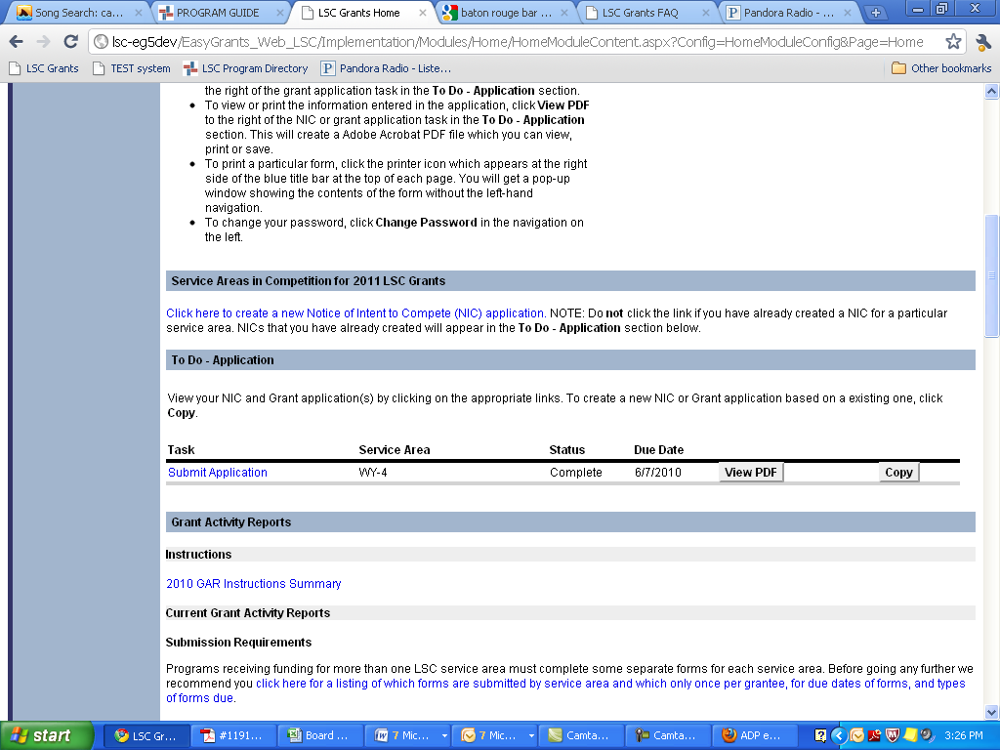 Song Search: ca...
PROGRAM GUIDE
LSC Grants Home
baton rouge bar ...
LSC Grants FAQ
Pandora Radio - ...
lsc-eg5dev/EasyGrants_Web_LSC/Implementation/Modules/Home/HomeModuleContent.aspx?Config=HomeModuleConfig&Page=Home
LSC Grants
TEST system
LSC Program Directory
Pandora Radio - Liste...
Other bookmarks
the right of the grant application task in the To Do - Application section.
• To view or print the information entered in the application, click View PDF
to the right of the NIC or grant application task in the To Do - Application
section. This will create a Adobe Acrobat PDF file which you can view,
print or save.
• To print a particular form, click the printer icon which appears at the right
side of the blue title bar at the top of each page. You will get a pop-up
window showing the contents of the form without the left-hand
navigation.
• To change your password, click Change Password in the navigation on
the left.
Service Areas in Competition for 2011 LSC Grants
Click here to create a new Notice of Intent to Compete (NIC) application. NOTE: Do not click the link if you have already created a NIC for a particular
service area. NICs that you have already created will appear in the To Do - Application section below.
To Do - Application
View your NIC and Grant application(s) by clicking on the appropriate links. To create a new NIC or Grant application based on a existing one, click
Copy.
Task Service Area Status Due Date
Submit Application WY-4 Complete 6/7/2010 View PDF Copy
Grant Activity Reports
Instructions
2010 GAR Instructions Summary
Current Grant Activity Reports
Submission Requirements
Programs receiving funding for more than one LSC service area must complete some separate forms for each service area. Before going any further we
recommend you click here for a listing of which forms are submitted by service area and which only once per grantee, for due dates of forms, and types
of forms due.
start
LSC Gr...
#1191...
Board ...
7 Mic...
7 Mic...
Camta...
Camta...
ADP e...
3:26 PM